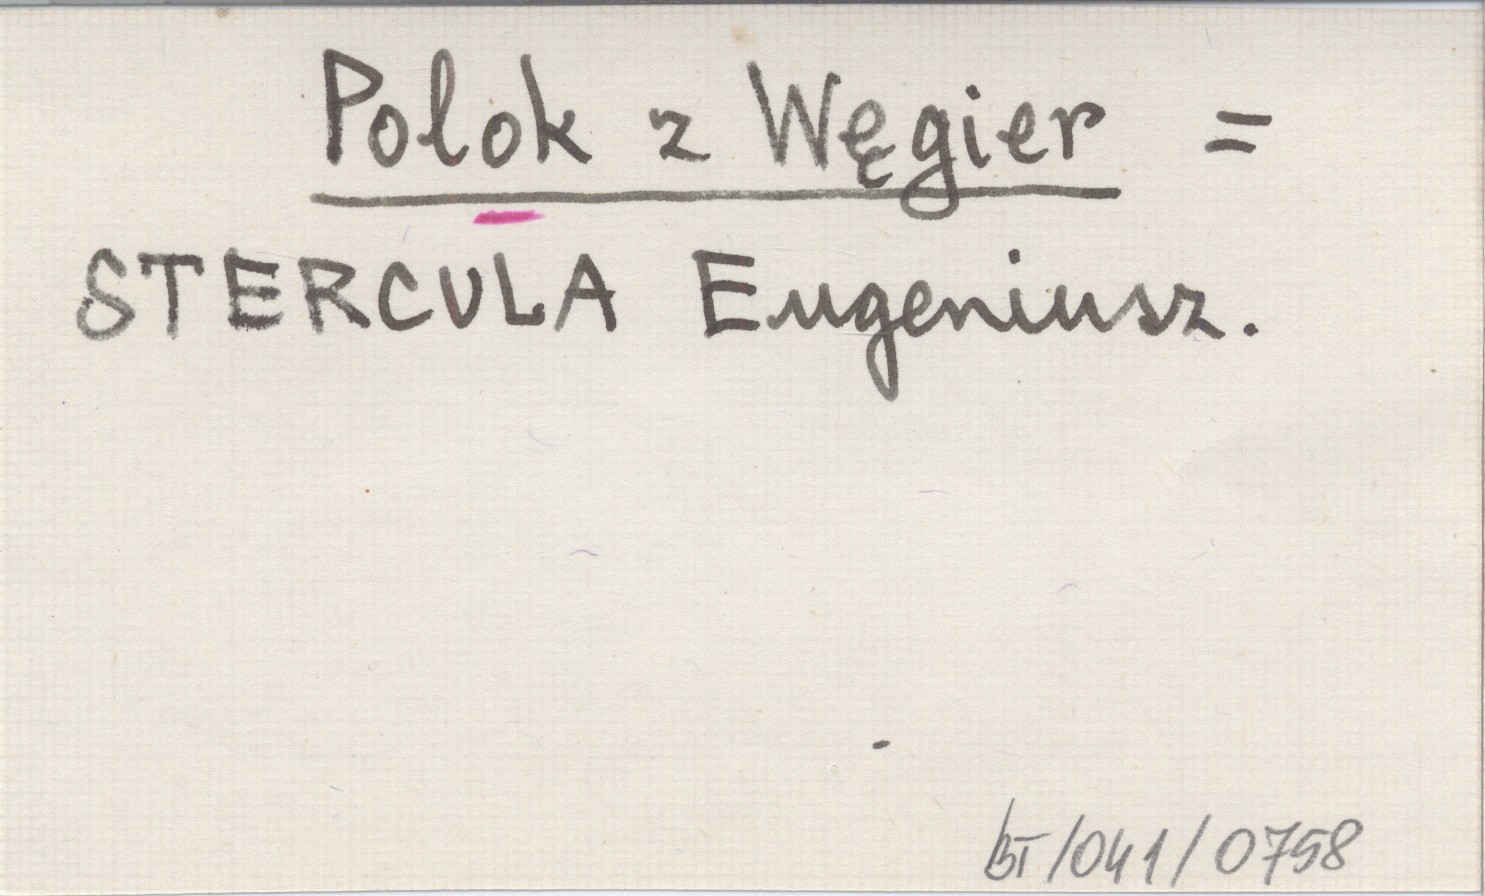 Polok z Węgier =
STERCULA Eugeniusz.
BT/041/0758